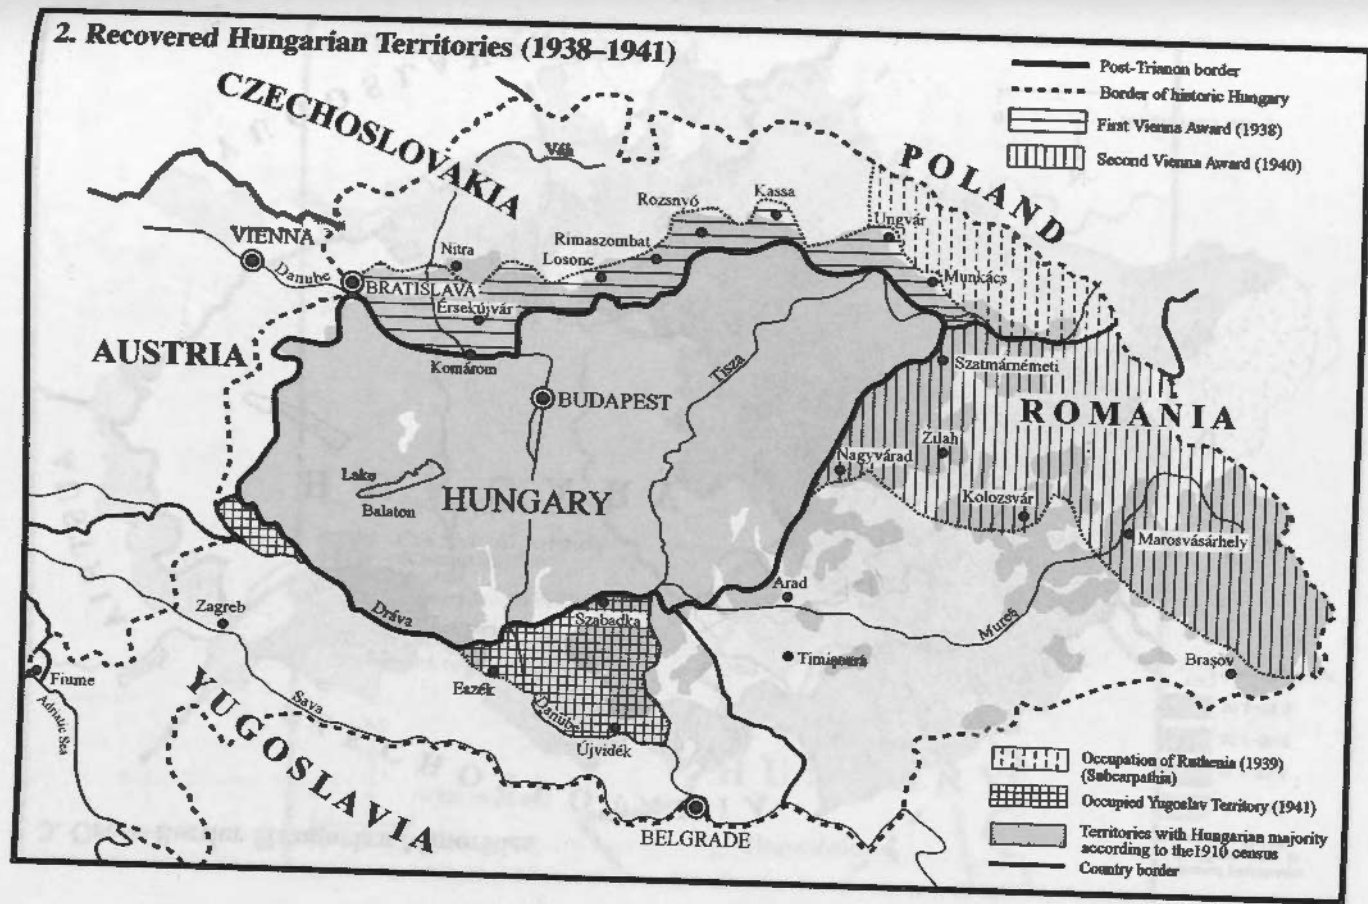 2. Recovered Hungarian Territories (1938–1941)
Post-Trianon border
Border of historic Hungary
First Vienna Award (1938)
Second Vienna Award (1940)
CZECHOSLOVAKIA
POLAND
Váh
Kassa
Rozsnyó
Ungvár
VIENNA
Nitra
Rimaszombat
Losonc
Danube
BRATISLAVA
Munkács
Érsekújvár
AUSTRIA
Komárom
Szatmárnémeti
Tisza
BUDAPEST
ROMANIA
Zilah
Nagyvárad
Lake
Balaton
HUNGARY
Kolozsvár
Marosvásárhely
Arad
Zagreb
Dráva
Szabadka
Mureş
Timişoara
Braşov
Fiume
Eszék
Adriatic Sea
YUGOSLAVIA
Sava
Danube
Újvidék
BELGRADE
Occupation of Ruthenia (1939)
(Subcarpathia)
Occupied Yugoslav Territory (1941)
Territories with Hungarian majority
according to the 1910 census
Country border